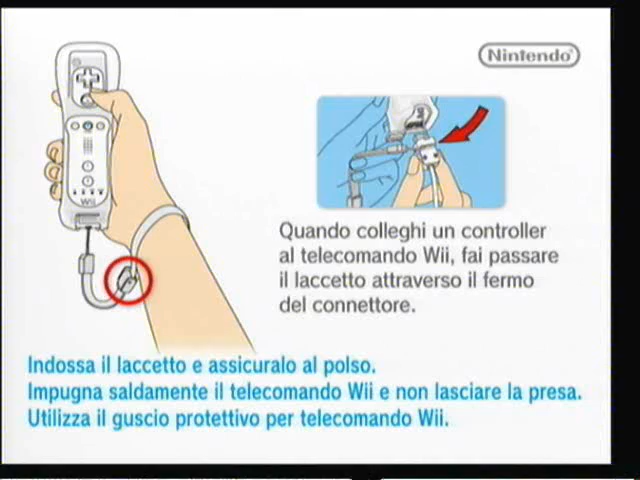 Nintendo®
Wii
Quando colleghi un controller
al telecomando Wii, fai passare
il laccetto attraverso il fermo
del connettore.
Indossa il laccetto e assicuralo al polso.
Impugna saldamente il telecomando Wii e non lasciare la presa.
Utilizza il guscio protettivo per telecomando Wii.